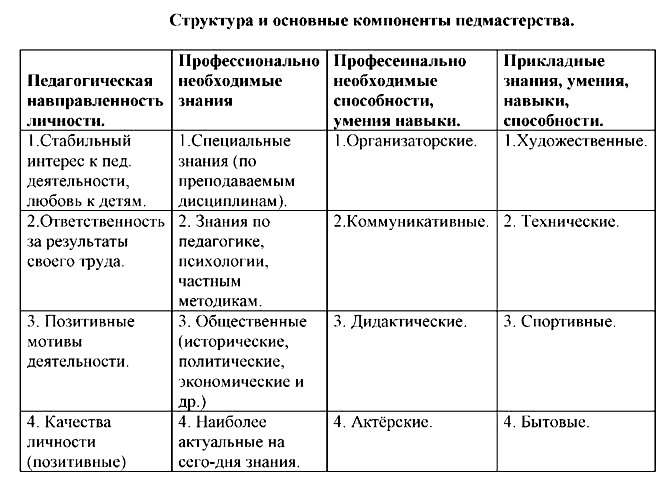 Структура и основные компоненты педмастерства.
Педагогическая
навправленность
личности.
Профессионально
необходимые
знания
Професеинально
необходимые
способности,
умения навыки.
Прикладные
знания, умения,
навыки,
способности.
1.Стабильный
интерес к пед.
деятельности,
любовь к детям.
1.Специальные
знания (по
преподаваемым
дисциплинам).
1.Организаторские.
1.Художественные.
2.Ответственность
за результаты
своего труда.
2. Знания по
педагогике,
психологии,
частным
методикам.
2.Коммуникативные.
2. Технические.
3. Позитивные
мотивы
деятельности.
3. Общественные
(исторические,
политические,
экономические и
др.)
3. Дидактические.
3. Спортивные.
4. Качества
личности
(позитивные)
4. Наиболее
актуальные на
сего-дня знания.
4. Актёрские.
4. Бытовые.